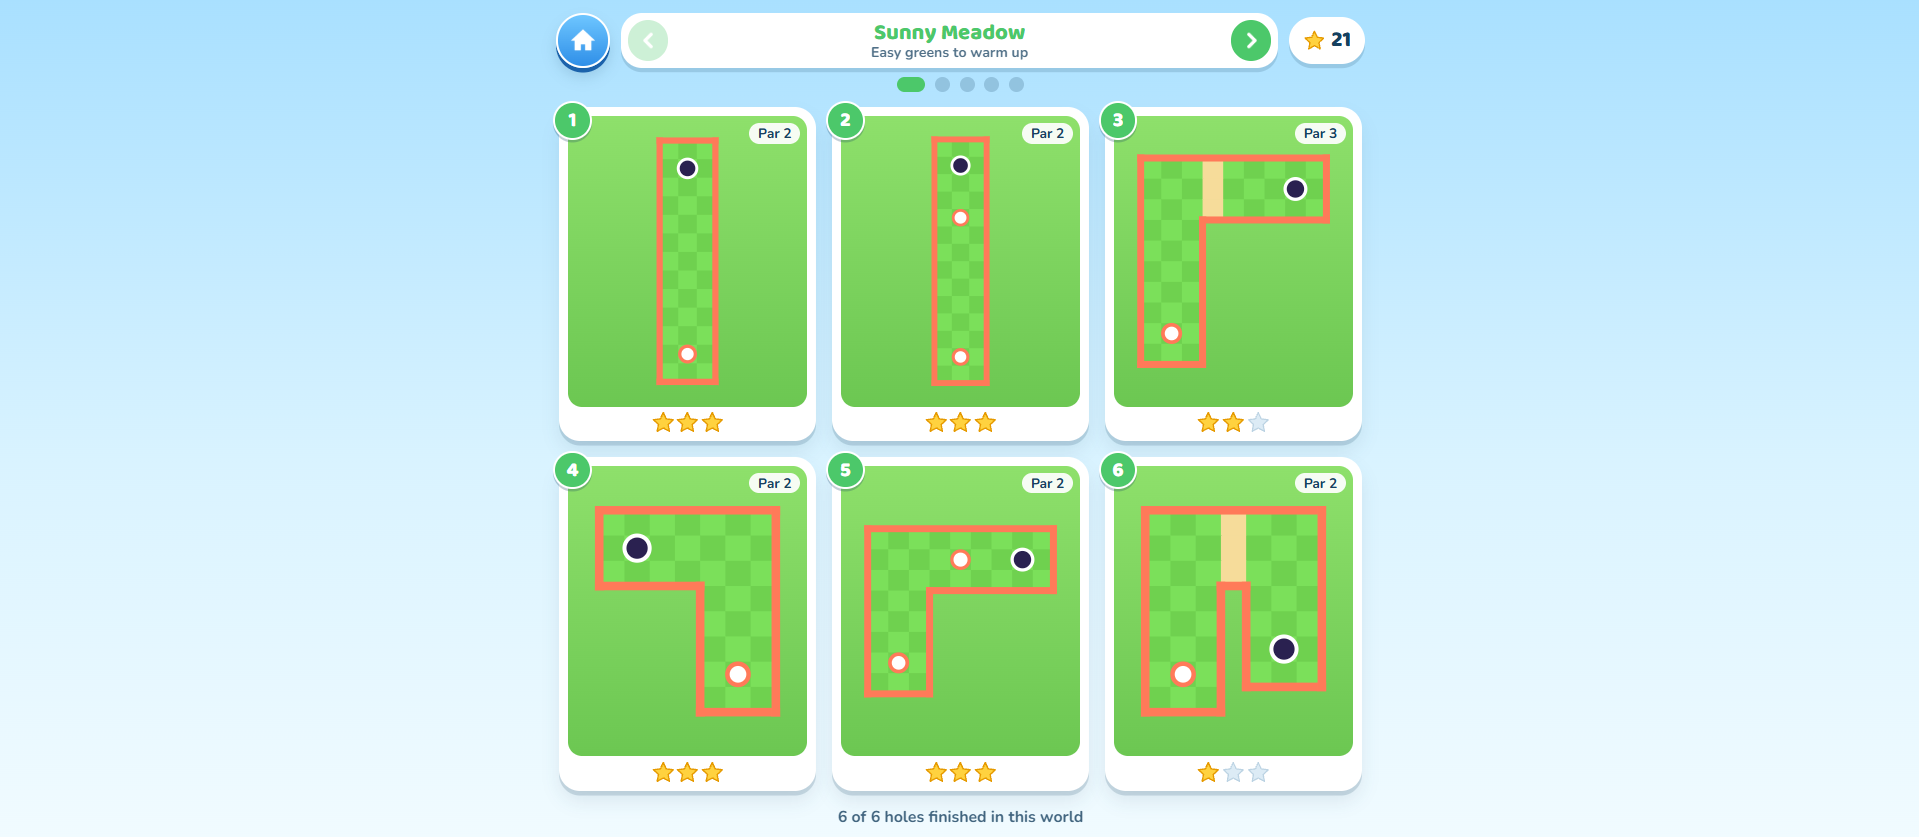 Sunny Meadow
Easy greens to warm up
21
1
Par 2
2
Par 2
3
Par 3
4
Par 2
5
Par 2
6
Par 2
6 of 6 holes finished in this world